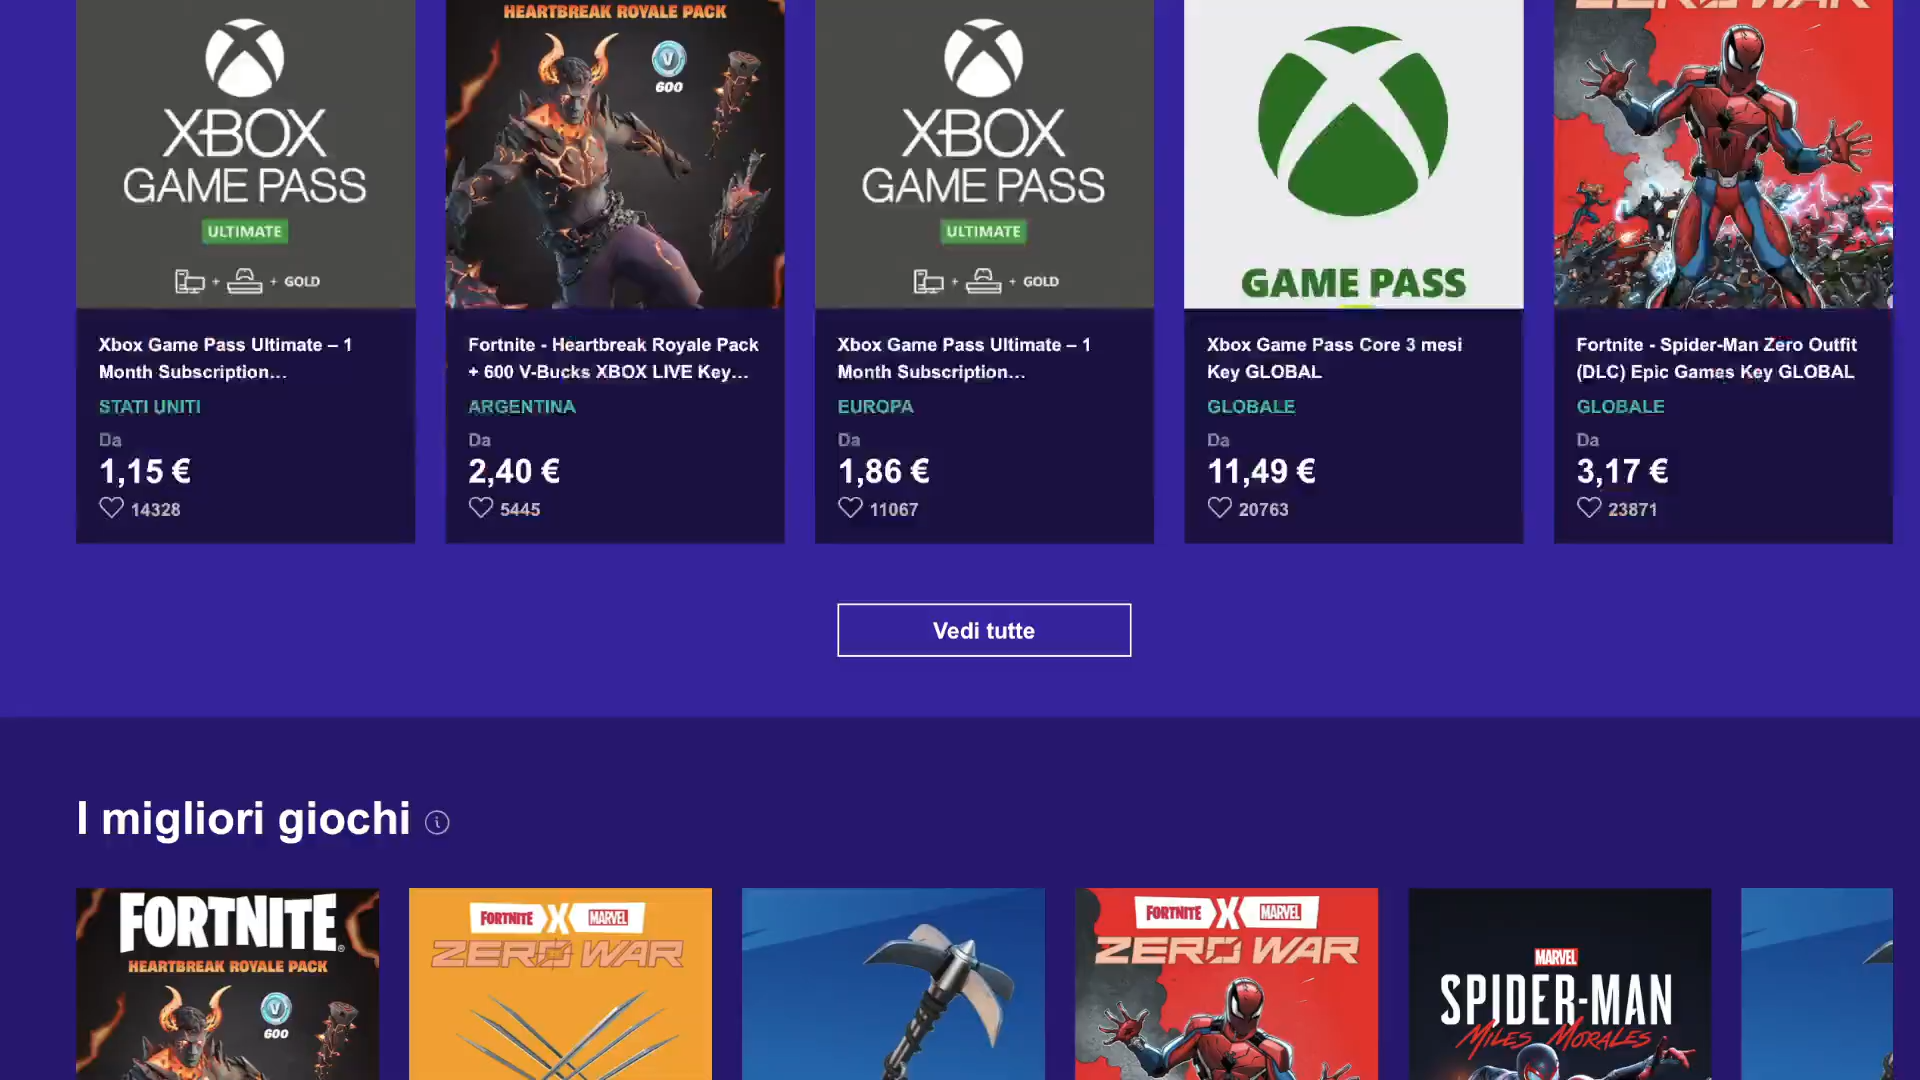 HEARTBREAK ROYALE PACK
ZERO WAR
XBOX
GAME PASS
ULTIMATE
+ + GOLD
V
600
XBOX
GAME PASS
ULTIMATE
+ + GOLD
GAME PASS
Xbox Game Pass Ultimate – 1
Month Subscription...
STATI UNITI
Da
1,15 €
14328
Fortnite - Heartbreak Royale Pack
+ 600 V-Bucks XBOX LIVE Key...
ARGENTINA
Da
2,40 €
5445
Xbox Game Pass Ultimate – 1
Month Subscription...
EUROPA
Da
1,86 €
11067
Xbox Game Pass Core 3 mesi
Key GLOBAL
GLOBALE
Da
11,49 €
20763
Fortnite - Spider-Man Zero Outfit
(DLC) Epic Games Key GLOBAL
GLOBALE
Da
3,17 €
23871
Vedi tutte
I migliori giochi
FORTNITE
HEARTBREAK ROYALE PACK
V
600
FORTNITE X MARVEL
ZERO WAR
FORTNITE X MARVEL
ZERO WAR
MARVEL
SPIDER-MAN
MILES MORALES